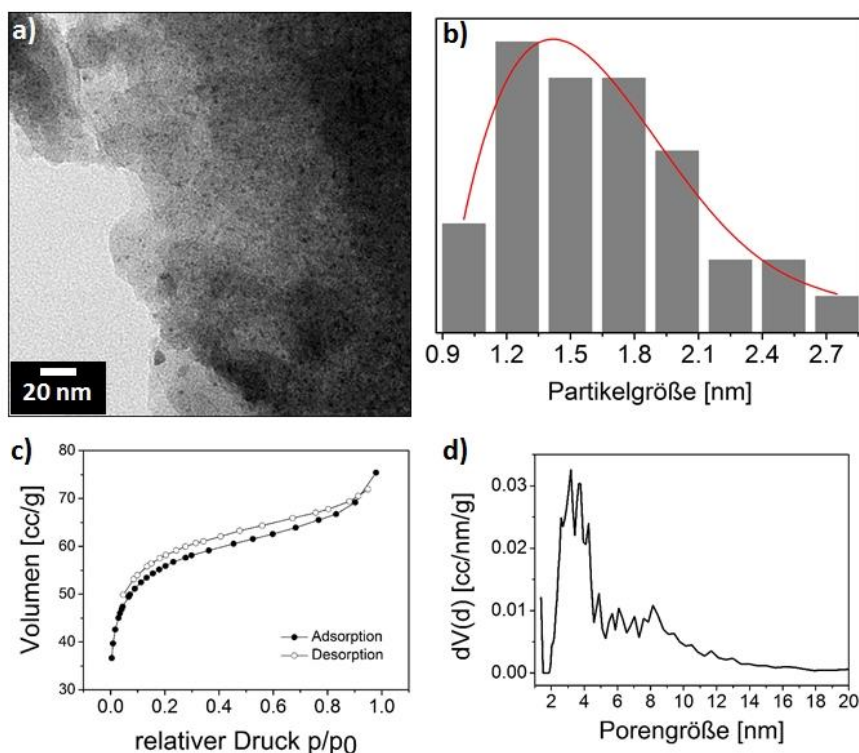 a)
20 nm
b)
0.9 1.2 1.5 1.8 2.1 2.4 2.7
Partikelgröße [nm]
c)
80
70
60
50
40
30
Volumen [cc/g]
Adsorption
Desorption
0.0 0.2 0.4 0.6 0.8 1.0
relativer Druck p/p0
d)
0.03
0.02
0.01
0.00
dV(d) [cc/nm/g]
2 4 6 8 10 12 14 16 18 20
Porengröße [nm]